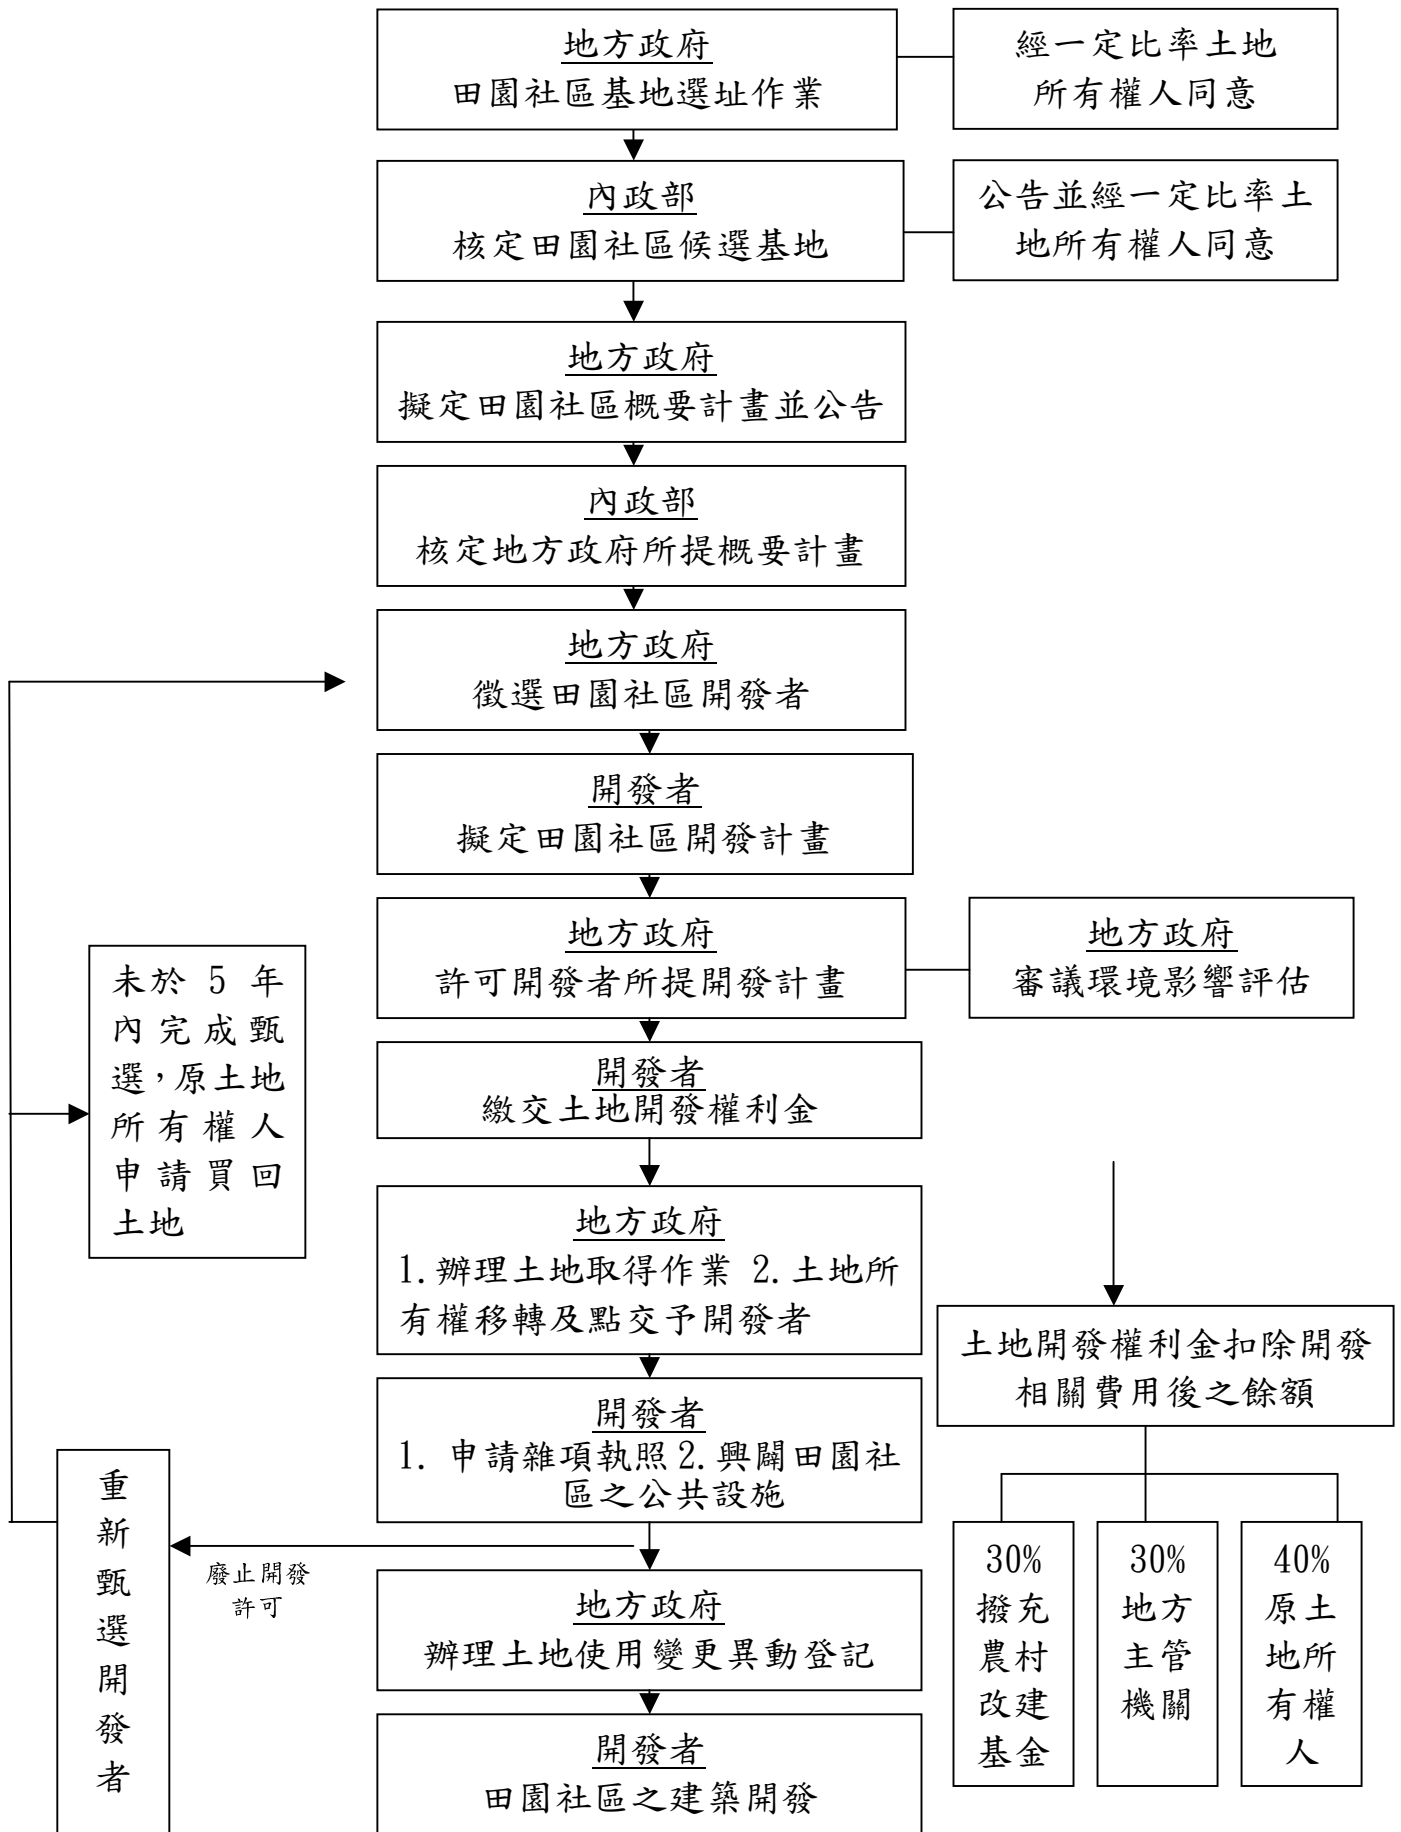 地方政府
田園社區基地選址作業
經一定比率土地
所有權人同意
內政部
核定田園社區候選基地
公告並經一定比率土
地所有權人同意
地方政府
擬定田園社區概要計畫並公告
內政部
核定地方政府所提概要計畫
地方政府
徵選田園社區開發者
開發者
擬定田園社區開發計畫
地方政府
許可開發者所提開發計畫
地方政府
審議環境影響評估
未於 5 年
內完成甄
選，原土地
所有權人
申請買回
土地
開發者
繳交土地開發權利金
地方政府
1.辦理土地取得作業 2.土地所
有權移轉及點交予開發者
土地開發權利金扣除開發
相關費用後之餘額
開發者
1. 申請雜項執照 2.興闢田園社
區之公共設施
重
新
甄
選
開
發
者
廢止開發
許可
30%
撥充
農村
改建
基金
30%
地方
主管
機關
40%
原土
地所
有權
人
地方政府
辦理土地使用變更異動登記
開發者
田園社區之建築開發